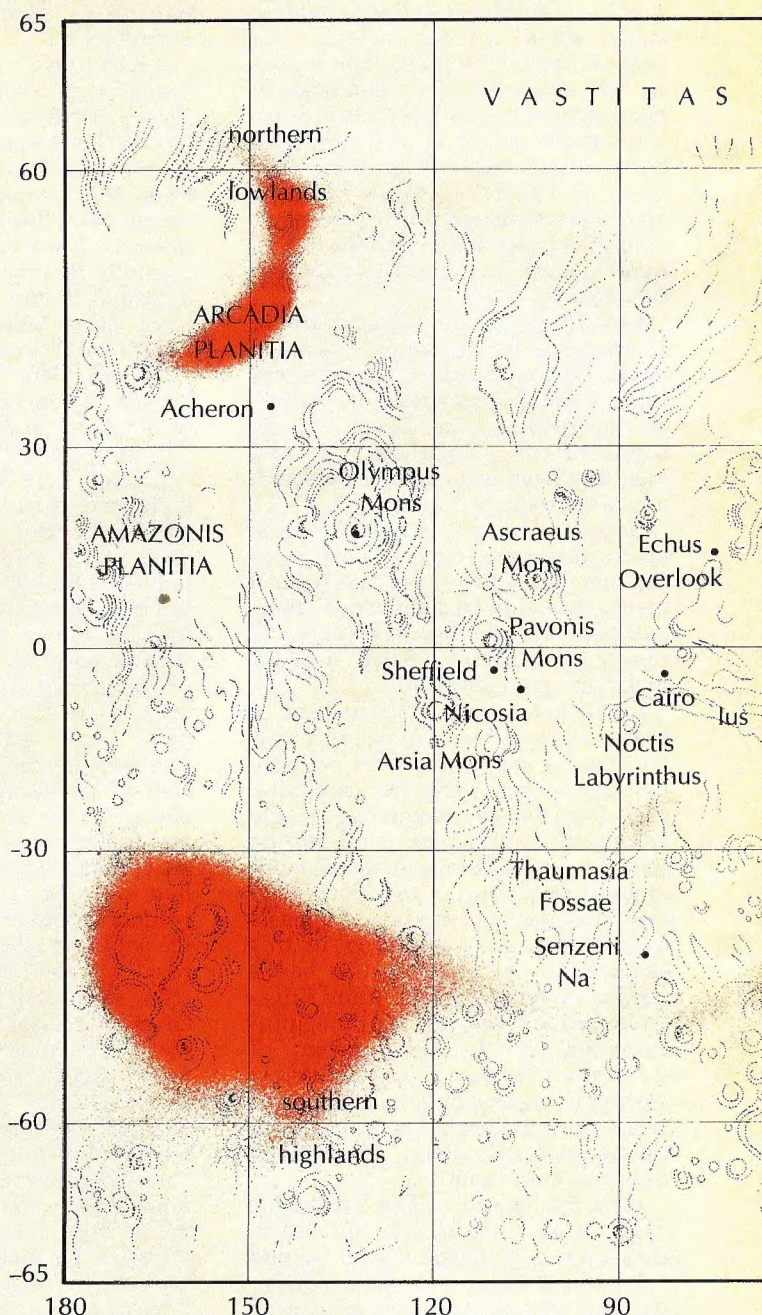 65
V A S T I T A S
northern
60
lowlands
ARCADIA
PLANITIA
Acheron
30
Olympus
Mons
AMAZONIS
PLANITIA
Ascraeus
Mons
Echus
Overlook
0
Pavonis
Mons
Sheffield
Nicosia
Cairo
Ius
Arsia Mons
Noctis
Labyrinthus
-30
Thaumasia
Fossae
Senzeni
Na
southern
-60
highlands
-65
180
150
120
90